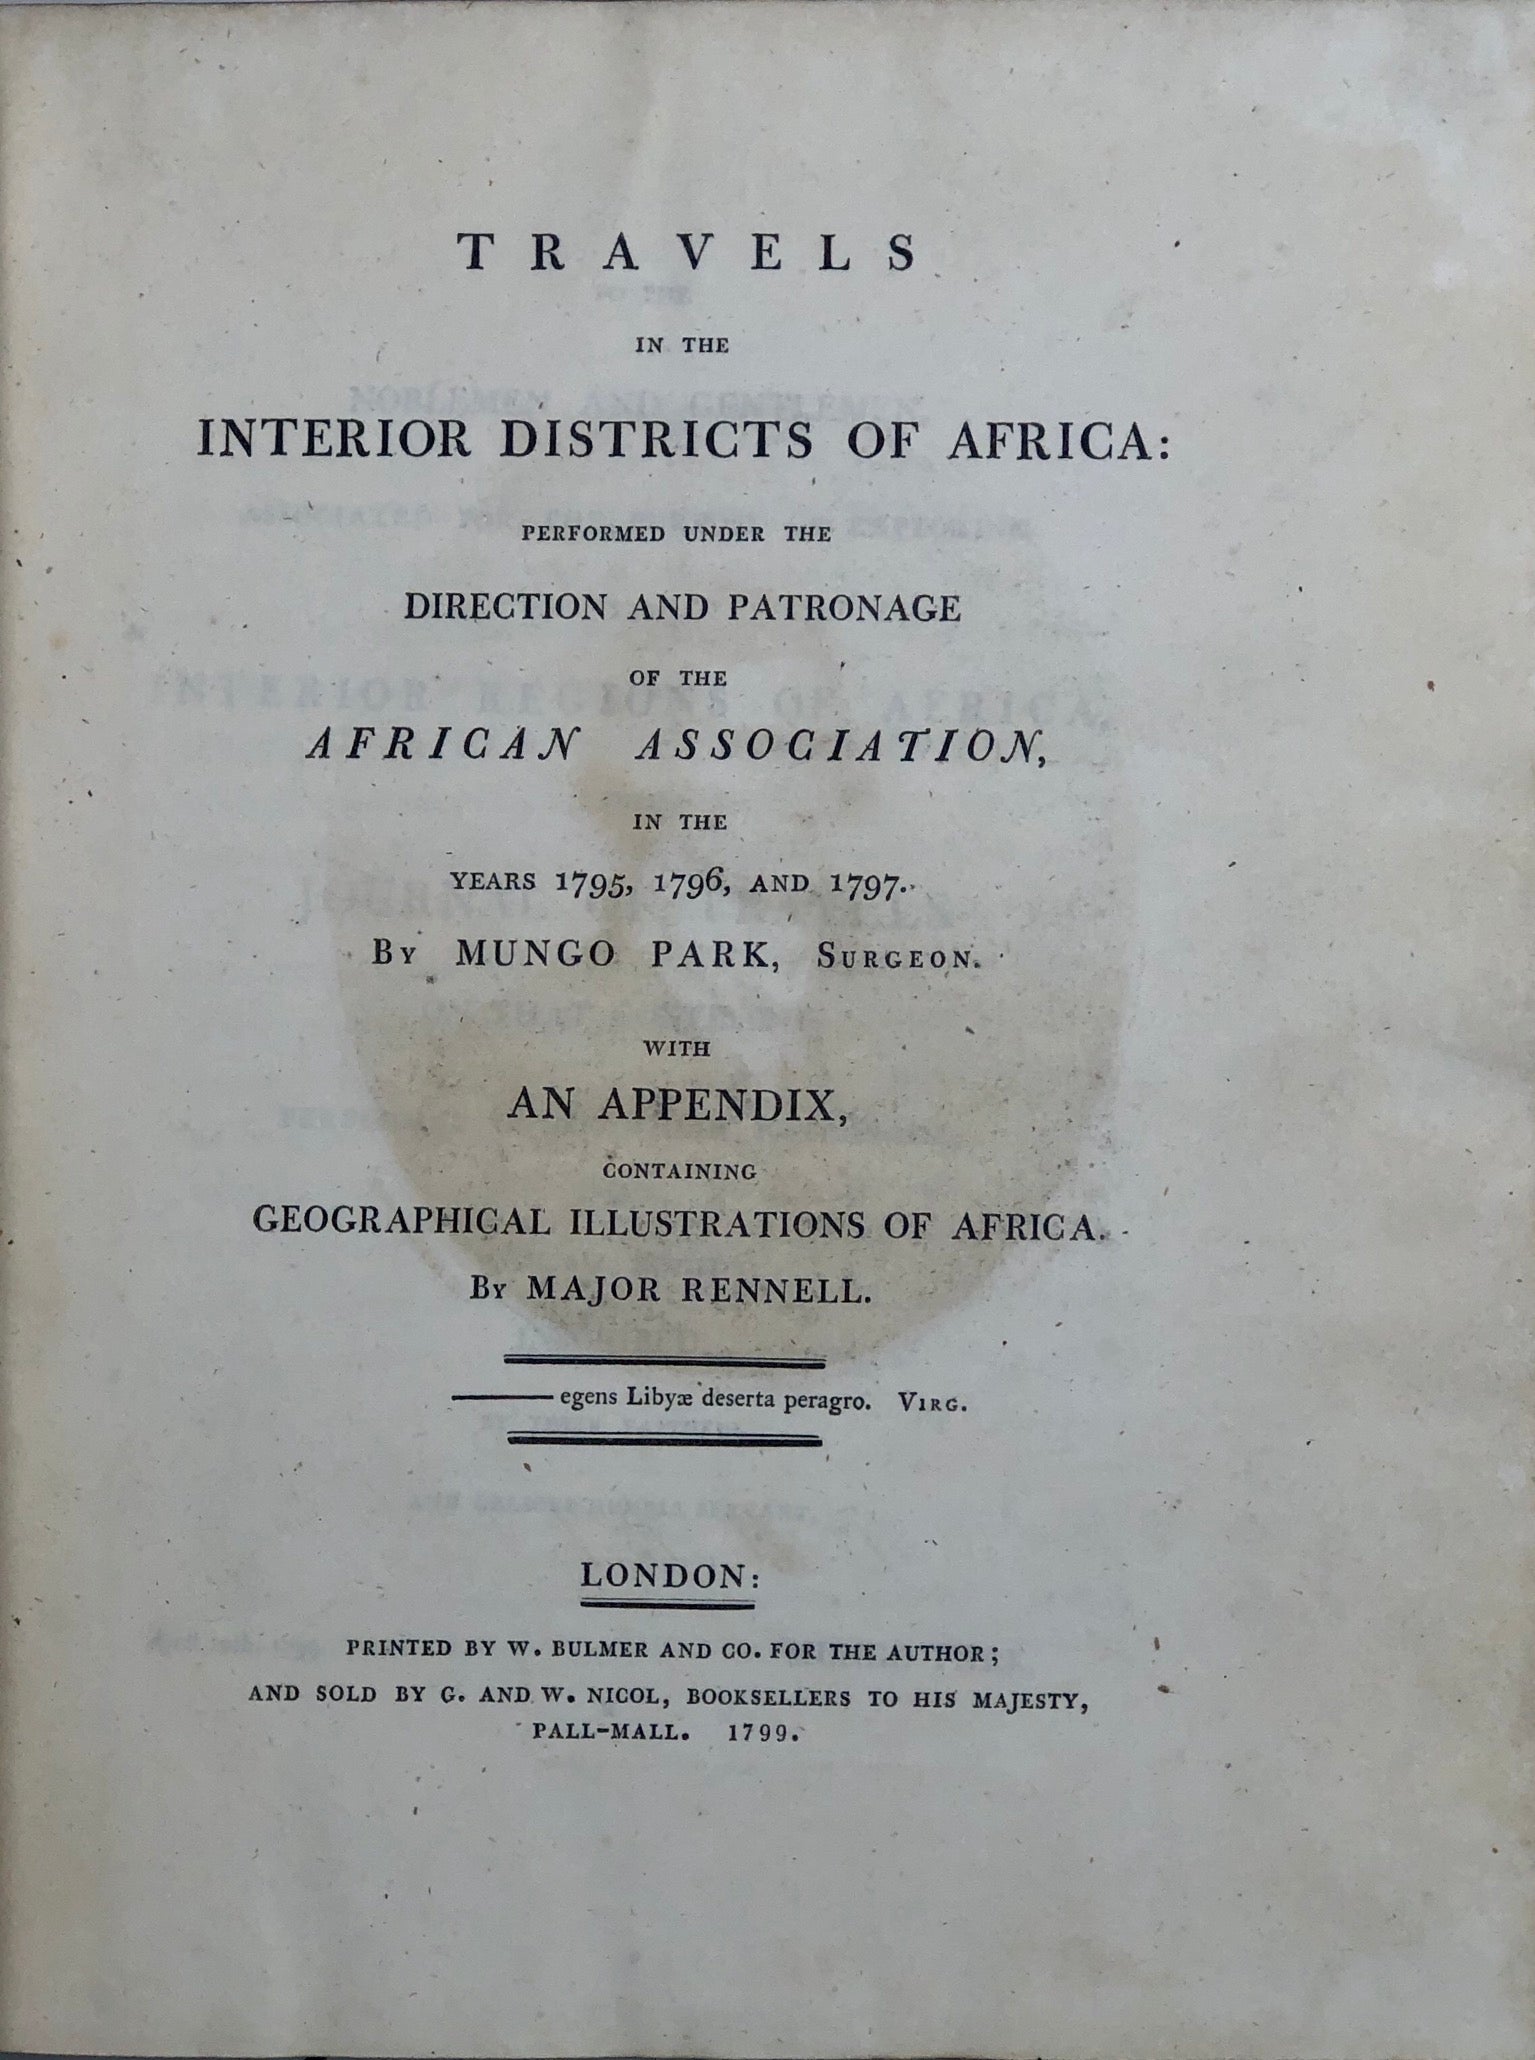 TRAVELS
IN THE
INTERIOR DISTRICTS OF AFRICA:
PERFORMED UNDER THE
DIRECTION AND PATRONAGE
OF THE
AFRICAN ASSOCIATION,
IN THE
YEARS 1795, 1796, AND 1797.
By MUNGO PARK, Surgeon.
WITH
AN APPENDIX,
CONTAINING
GEOGRAPHICAL ILLUSTRATIONS OF AFRICA.
By MAJOR RENNELL.
——— egens Libyæ deserta peragro. Virg.
LONDON:
PRINTED BY W. BULMER AND CO. FOR THE AUTHOR;
AND SOLD BY G. AND W. NICOL, BOOKSELLERS TO HIS MAJESTY,
PALL-MALL. 1799.